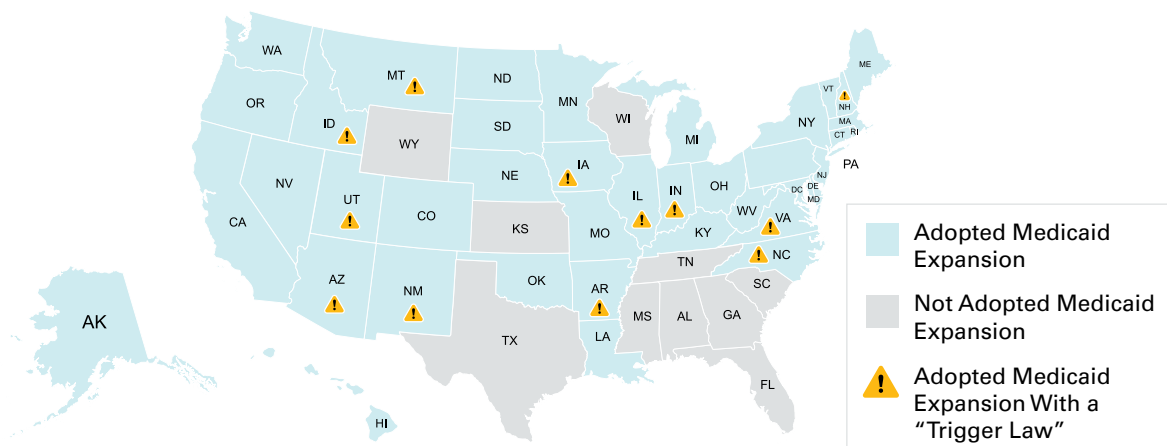 WA
OR
CA
NV
ID
MT
WY
UT
AZ
CO
NM
ND
SD
NE
KS
OK
TX
MN
IA
MO
AR
LA
WI
IL
MI
IN
OH
KY
TN
MS
AL
GA
FL
SC
NC
VA
WV
PA
NY
VT
NH
ME
MA
CT
RI
NJ
DE
MD
DC
AK
HI
Adopted Medicaid
Expansion
Not Adopted Medicaid
Expansion
Adopted Medicaid
Expansion With a
“Trigger Law”